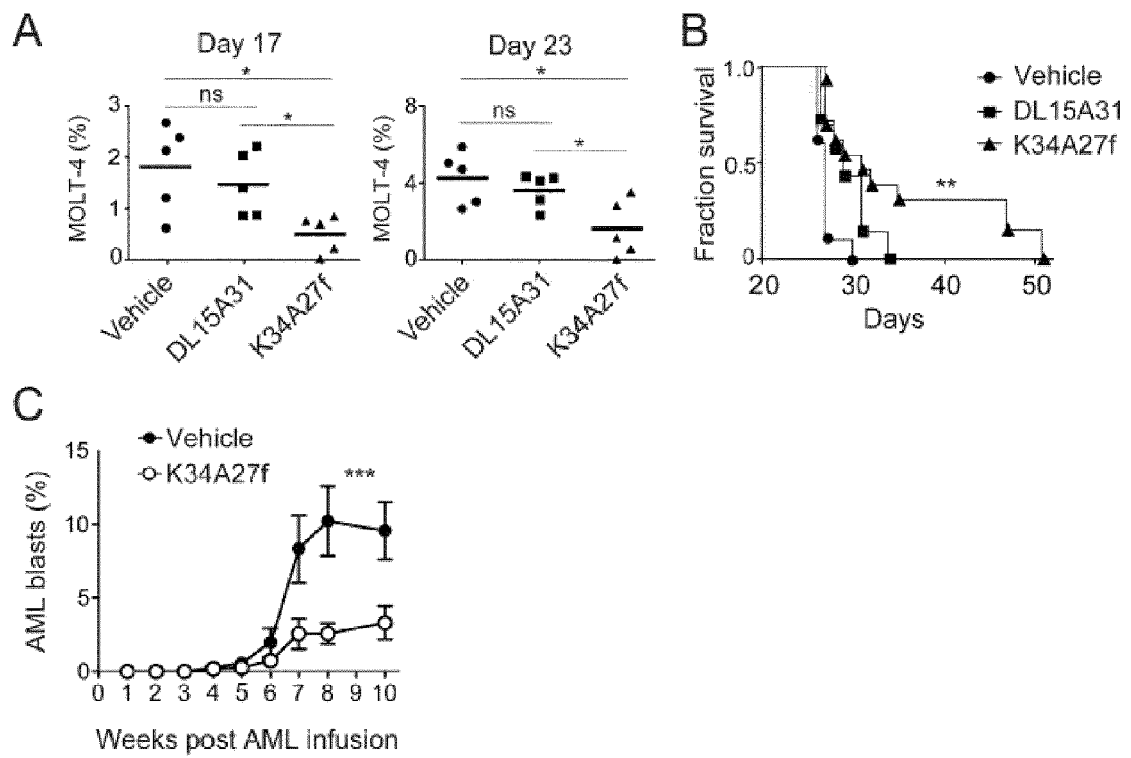 A
Day 17
*
ns
*
MOLT-4 (%)
3
2
1
0
Vehicle
DL15A31
K34A27f
Day 23
*
ns
*
MOLT-4 (%)
8
4
0
Vehicle
DL15A31
K34A27f
B
Fraction survival
1.0
0.5
0
20
30
40
50
Days
**
Vehicle
DL15A31
K34A27f
C
Vehicle
K34A27f
***
AML blasts (%)
15
10
5
0
0 1 2 3 4 5 6 7 8 9 10
Weeks post AML infusion